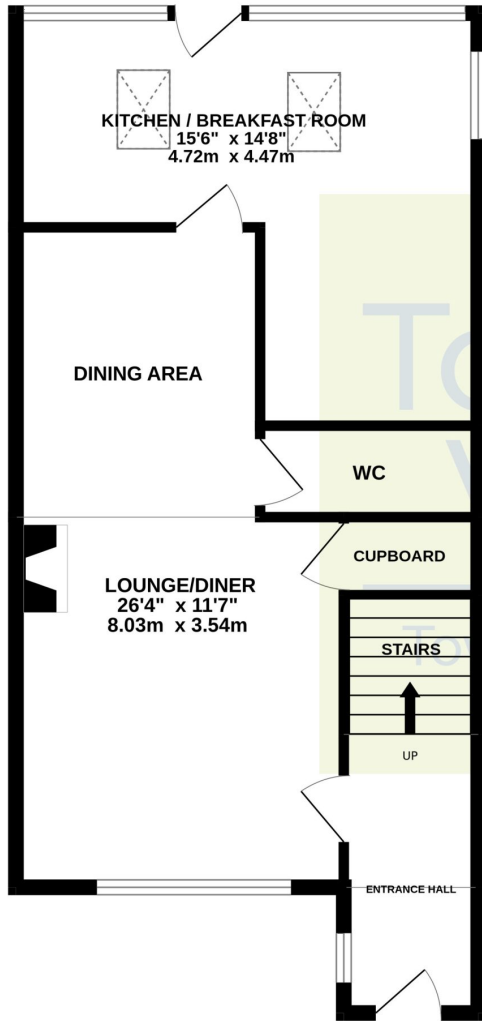 KITCHEN / BREAKFAST ROOM
15'6" x 14'8"
4.72m x 4.47m
DINING AREA
WC
CUPBOARD
LOUNGE/DINER
26'4" x 11'7"
8.03m x 3.54m
STAIRS
UP
ENTRANCE HALL